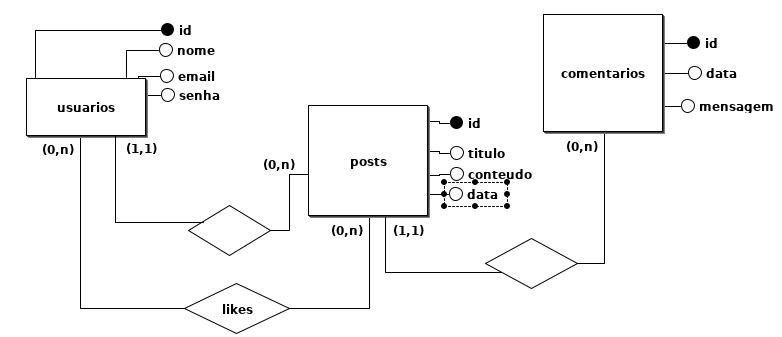 id
nome
email
senha
usuarios
(0,n)
(1,1)
id
data
mensagem
comentarios
(0,n)
posts
id
titulo
conteudo
data
(0,n)
(0,n)
(1,1)
likes